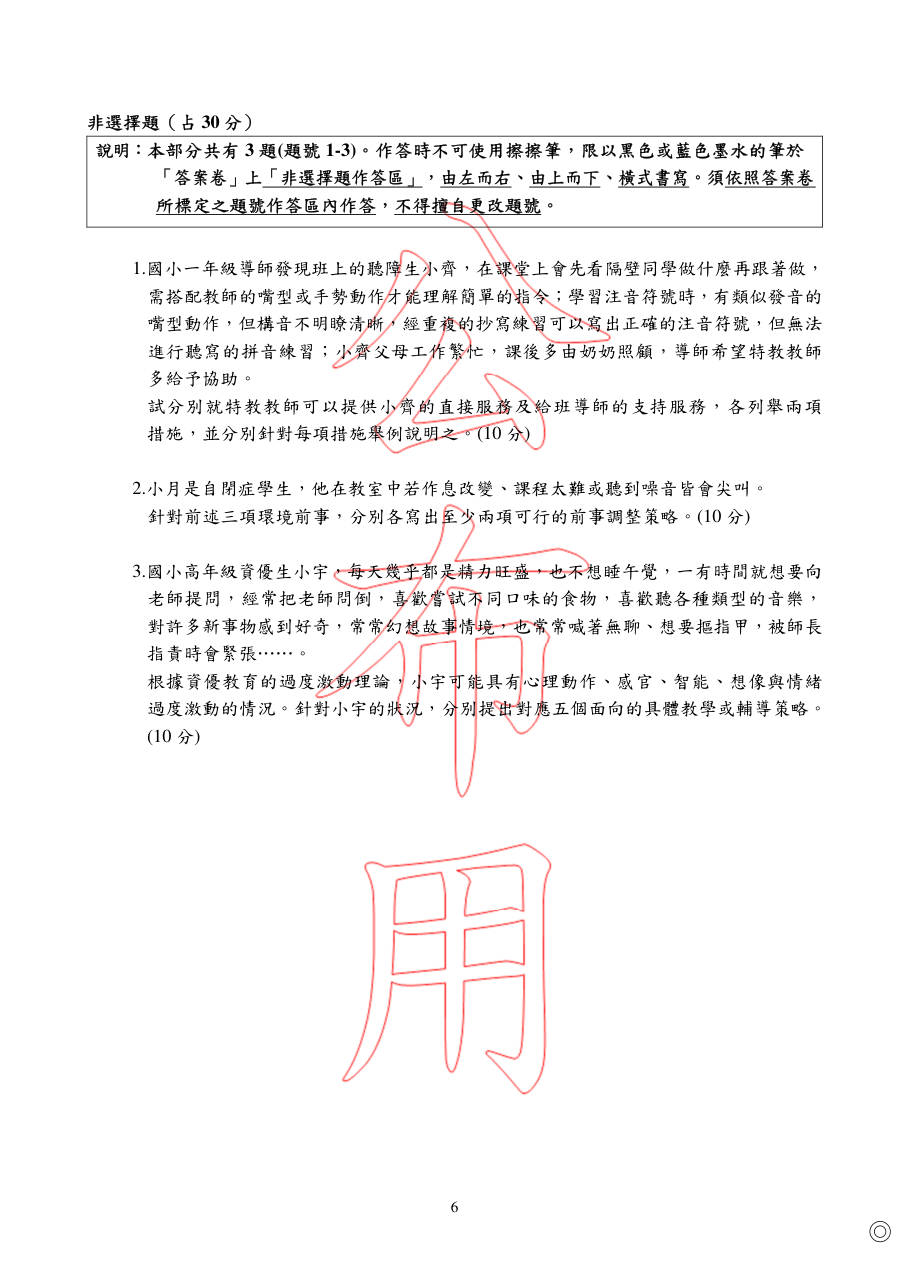 非選擇題（占 30 分）
說明：本部分共有 3 題(題號 1-3)。作答時不可使用擦擦筆，限以黑色或藍色墨水的筆於
「答案卷」上「非選擇題作答區」，由左而右、由上而下、橫式書寫。須依照答案卷
所標定之題號作答區內作答，不得擅自更改題號。
1.國小一年級導師發現班上的聽障生小齊，在課堂上會先看隔壁同學做什麼再跟著做，
需搭配教師的嘴型或手勢動作才能理解簡單的指令；學習注音符號時，有類似發音的
嘴型動作，但構音不明瞭清晰，經重複的抄寫練習可以寫出正確的注音符號，但無法
進行聽寫的拼音練習；小齊父母工作繁忙，課後多由奶奶照顧，導師希望特教教師
多給予協助。
試分別就特教教師可以提供小齊的直接服務及給班導師的支持服務，各列舉兩項
措施，並分別針對每項措施舉例說明之。(10 分)
2.小月是自閉症學生，他在教室中若作息改變、課程太難或聽到噪音皆會尖叫。
針對前述三項環境前事，分別各寫出至少兩項可行的前事調整策略。(10 分)
3.國小高年級資優生小宇，每天幾乎都是精力旺盛，也不想睡午覺，一有時間就想要向
老師提問，經常把老師問倒，喜歡嘗試不同口味的食物，喜歡聽各種類型的音樂，
對許多新事物感到好奇，常常幻想故事情境，也常常喊著無聊、想要摳指甲，被師長
指責時會緊張……。
根據資優教育的過度激動理論，小宇可能具有心理動作、感官、智能、想像與情緒
過度激動的情況。針對小宇的狀況，分別提出對應五個面向的具體教學或輔導策略。
(10 分)
公
布
用
6